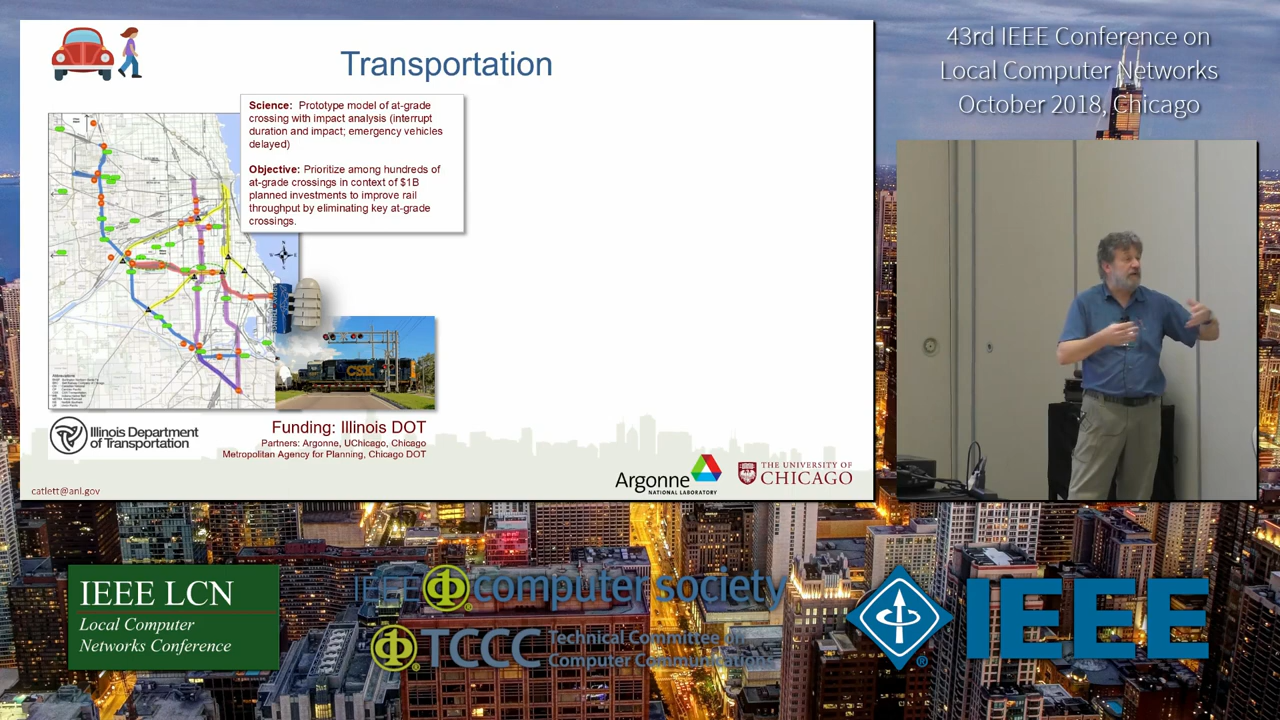 Transportation
Science: Prototype model of at-grade
crossing with impact analysis (interrupt
duration and impact; emergency vehicles
delayed)
Objective: Prioritize among hundreds of
at-grade crossings in context of $1B
planned investments to improve rail
throughput by eliminating key at-grade
crossings.
N
CSX
Illinois Department
of Transportation
Funding: Illinois DOT
Partners: Argonne, UChicago, Chicago
Metropolitan Agency for Planning, Chicago DOT
Argonne
NATIONAL LABORATORY
THE UNIVERSITY OF
CHICAGO
catlett@anl.gov
43rd IEEE Conference on
Local Computer Networks
October 2018, Chicago
IEEE LCN
Local Computer
Networks Conference
IEEE computer society
TCCC Technical Committee on
Computer Communications
IEEE